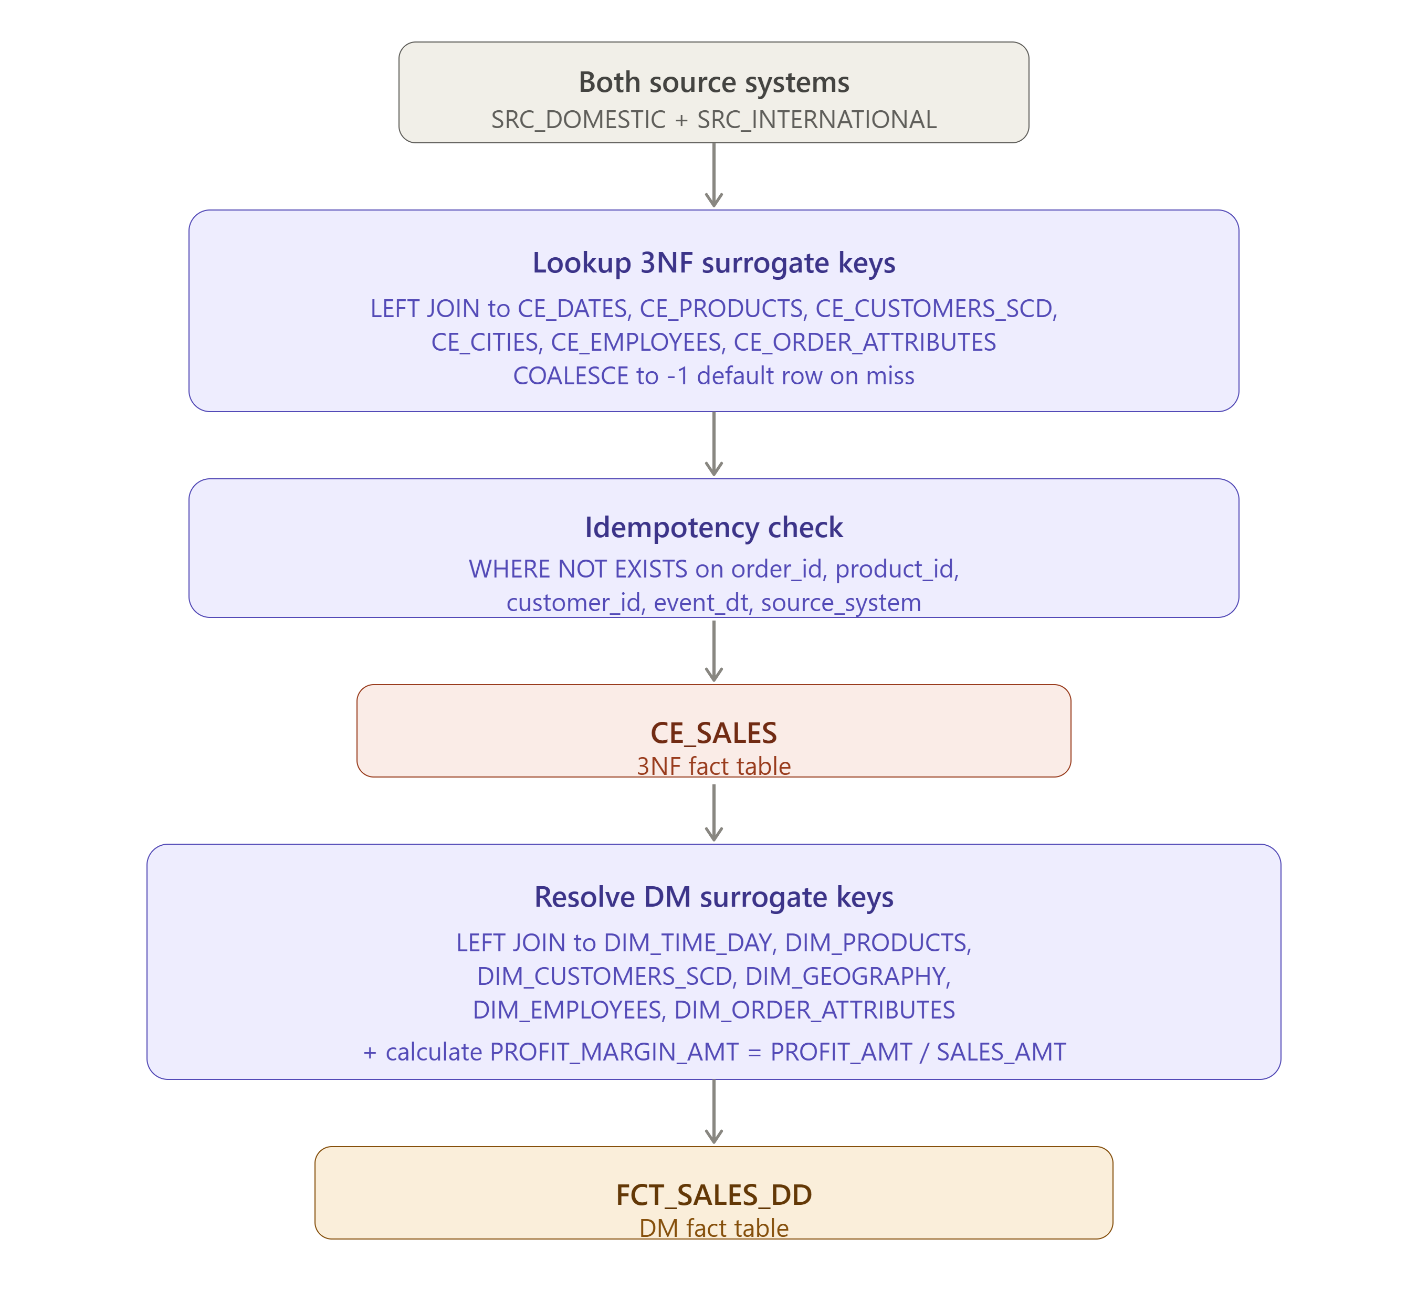 Both source systems
SRC_DOMESTIC + SRC_INTERNATIONAL
Lookup 3NF surrogate keys
LEFT JOIN to CE_DATES, CE_PRODUCTS, CE_CUSTOMERS_SCD,
CE_CITIES, CE_EMPLOYEES, CE_ORDER_ATTRIBUTES
COALESCE to -1 default row on miss
Idempotency check
WHERE NOT EXISTS on order_id, product_id,
customer_id, event_dt, source_system
CE_SALES
3NF fact table
Resolve DM surrogate keys
LEFT JOIN to DIM_TIME_DAY, DIM_PRODUCTS,
DIM_CUSTOMERS_SCD, DIM_GEOGRAPHY,
DIM_EMPLOYEES, DIM_ORDER_ATTRIBUTES
+ calculate PROFIT_MARGIN_AMT = PROFIT_AMT / SALES_AMT
FCT_SALES_DD
DM fact table